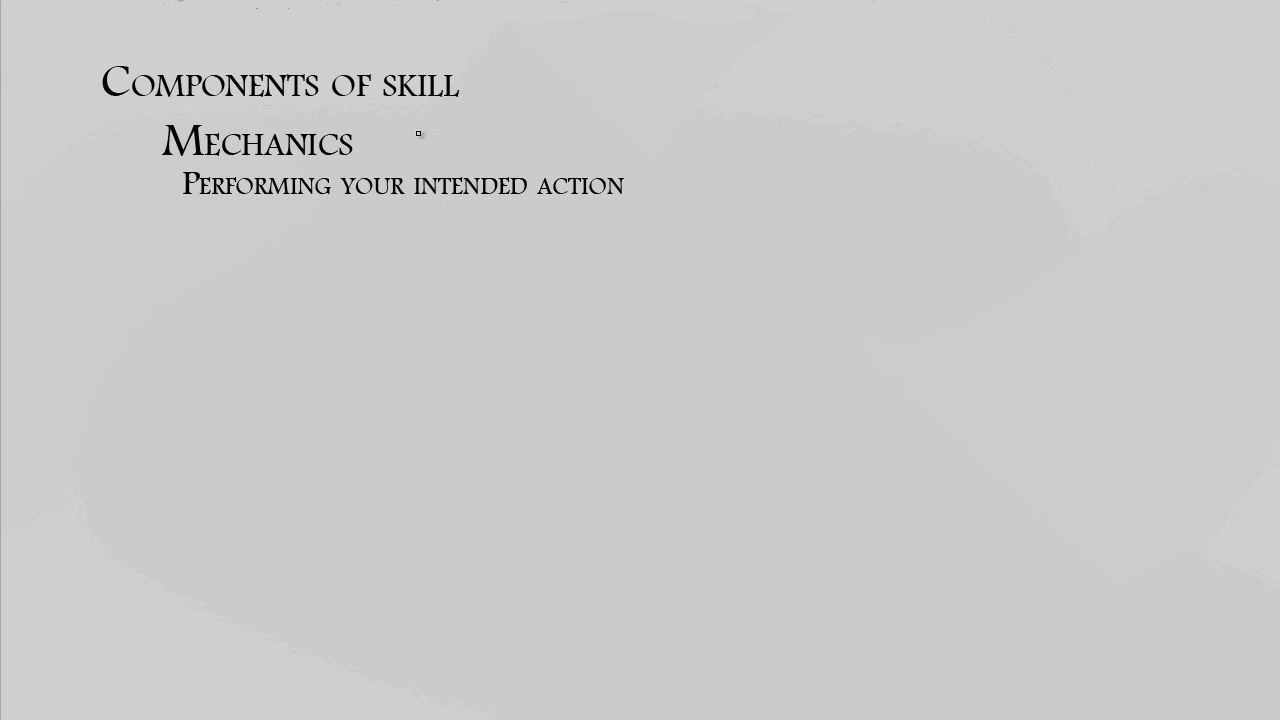 Components of skill
Mechanics
Performing your intended action